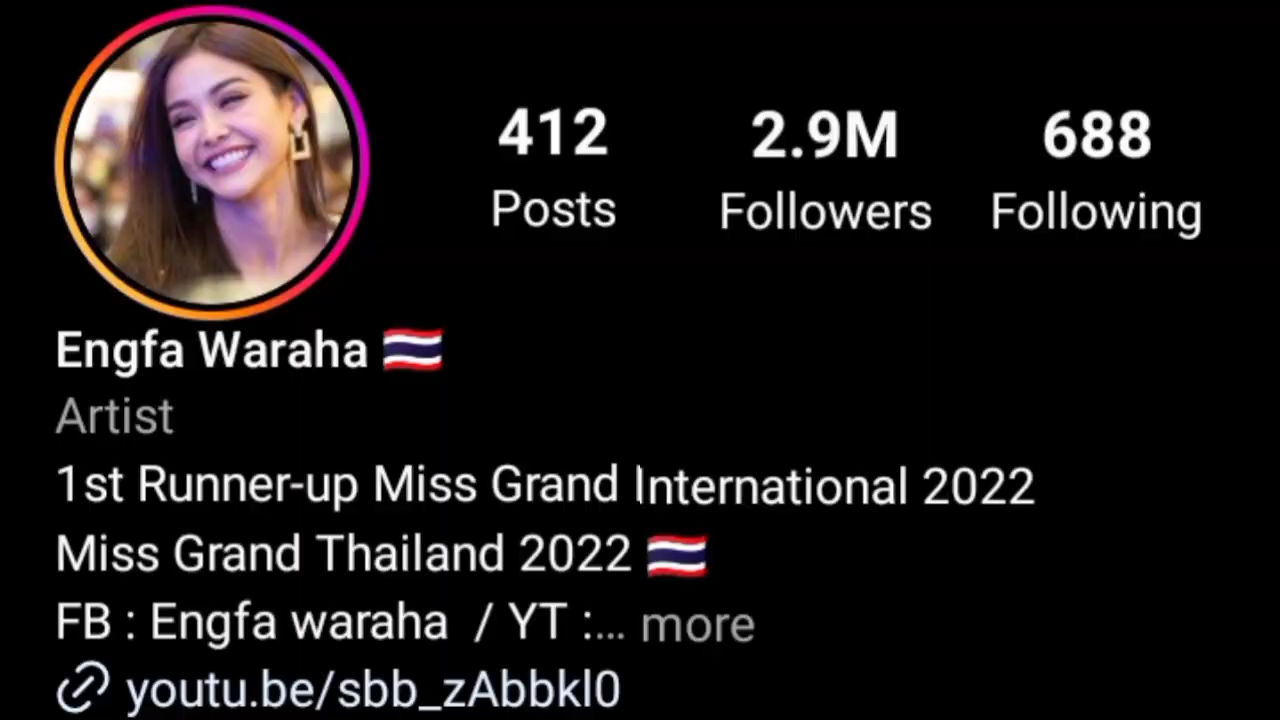 412 2.9M 688
Posts Followers Following
Engfa Waraha 🇹🇭
Artist
1st Runner-up Miss Grand International 2022
Miss Grand Thailand 2022 🇹🇭
FB : Engfa waraha / YT :... more
youtu.be/sbb_zAbbkl0